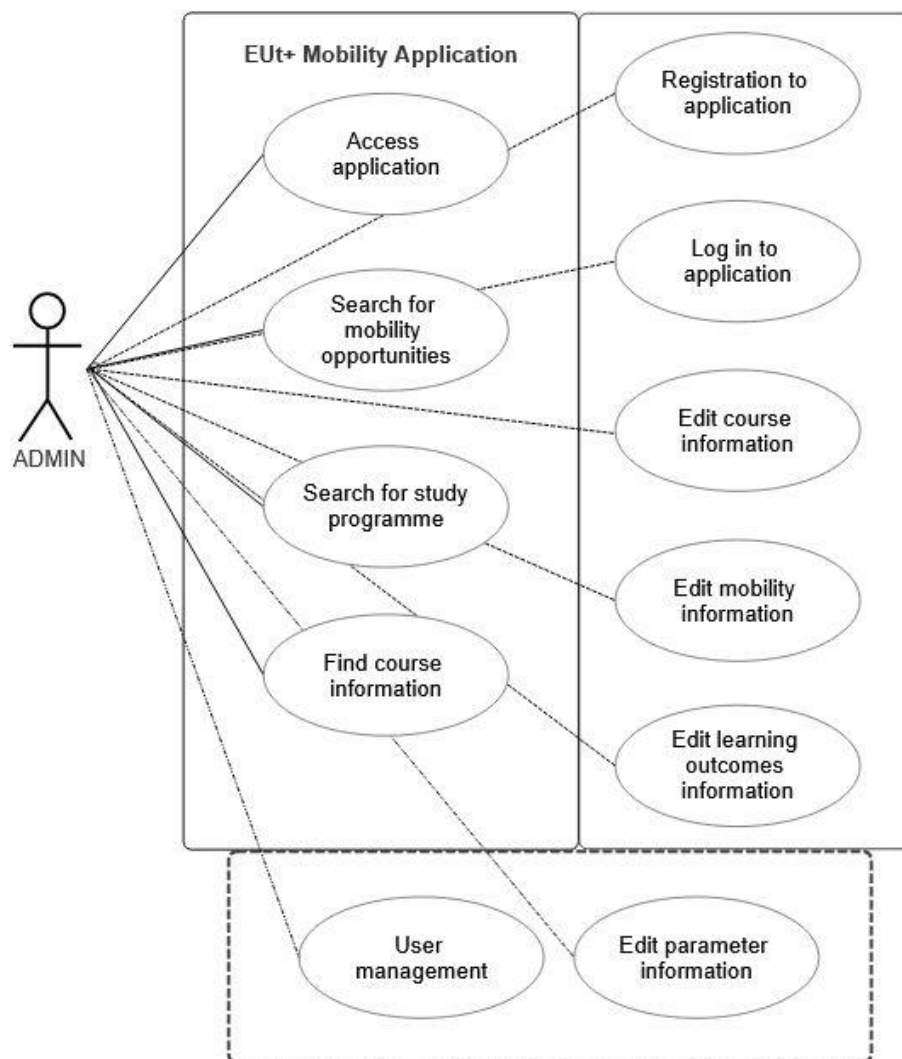 EUt+ Mobility Application
Access
application
Search for
mobility
opportunities
Search for study
programme
Find course
information
Registration to
application
Log in to
application
Edit course
information
Edit mobility
information
Edit learning
outcomes
information
ADMIN
User
management
Edit parameter
information